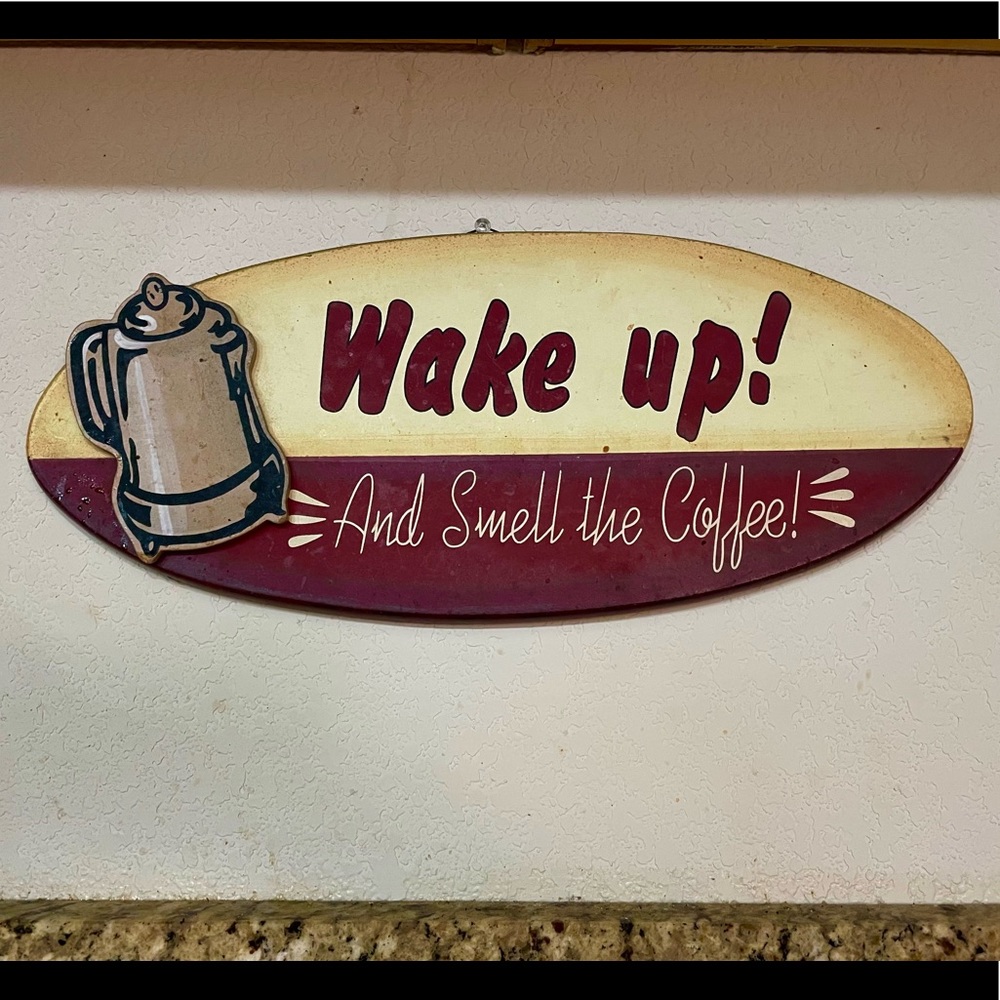 Wake up!
And Smell the Coffee!